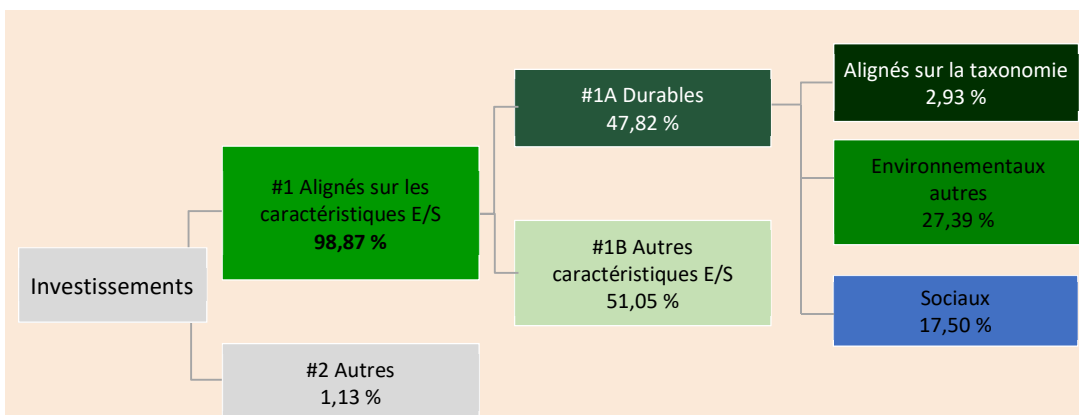 Investissements
#1 Alignés sur les
caractéristiques E/S
98,87 %
#2 Autres
1,13 %
#1A Durables
47,82 %
#1B Autres
caractéristiques E/S
51,05 %
Alignés sur la taxonomie
2,93 %
Environnementaux
autres
27,39 %
Sociaux
17,50 %